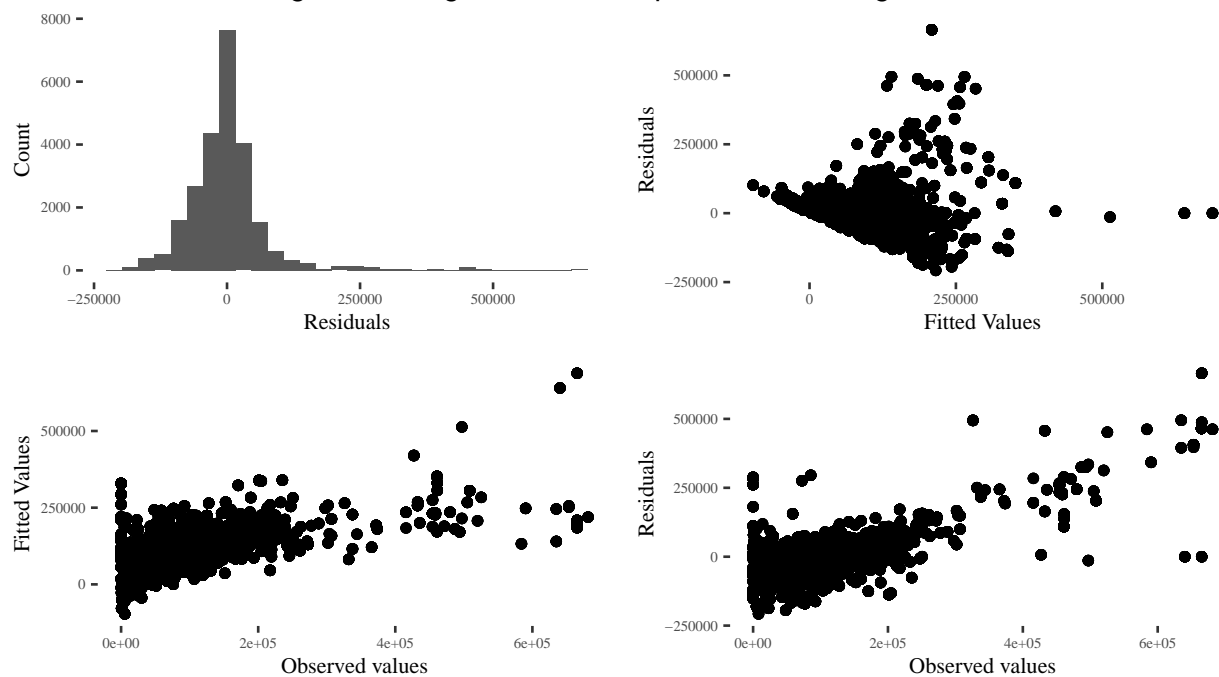 8000
6000
4000
2000
0
Count
−250000 0 250000 500000
Residuals
500000
250000
0
−250000
Residuals
0 250000 500000
Fitted Values
500000
250000
0
Fitted Values
0e+00 2e+05 4e+05 6e+05
Observed values
500000
250000
0
−250000
Residuals
0e+00 2e+05 4e+05 6e+05
Observed values